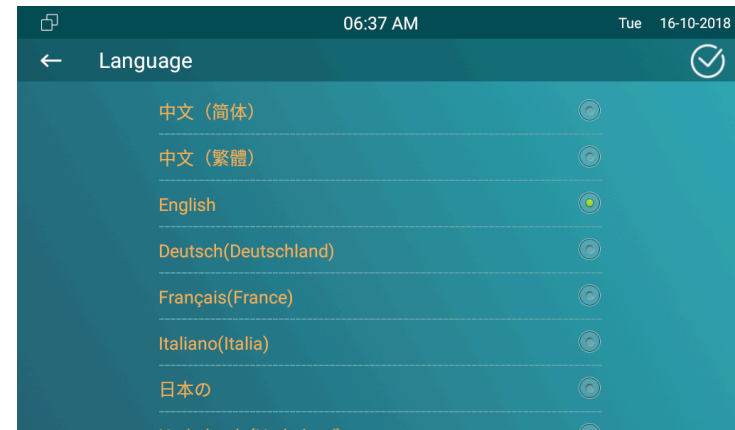 06:37 AM Tue 16-10-2018
Language
中文（简体）
中文（繁體）
English
Deutsch(Deutschland)
Français(France)
Italiano(Italia)
日本の